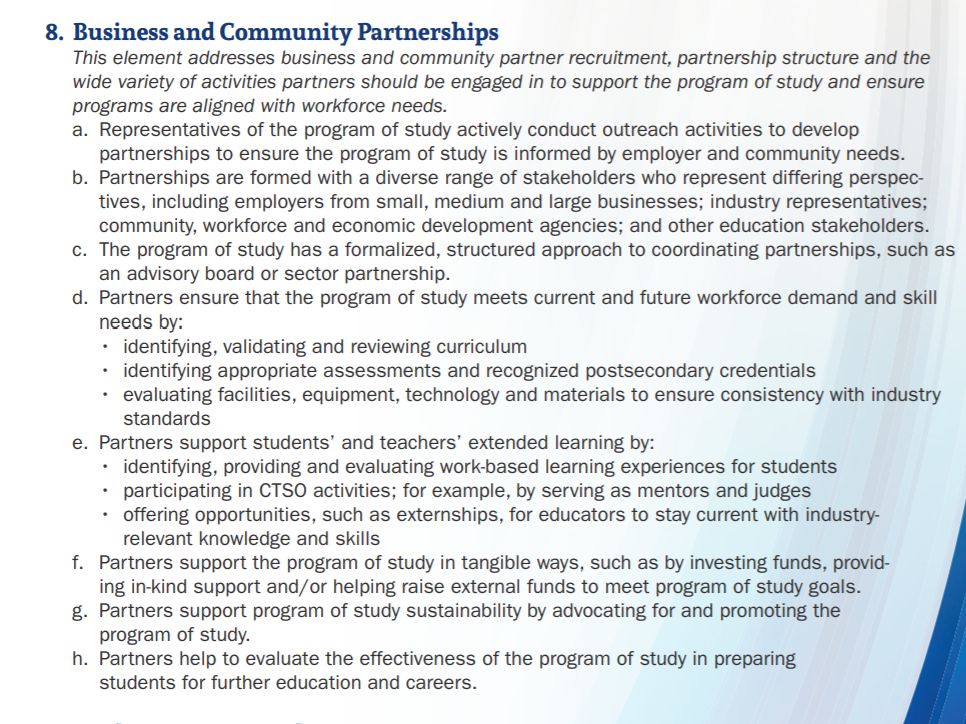 8. Business and Community Partnerships
This element addresses business and community partner recruitment, partnership structure and the
wide variety of activities partners should be engaged in to support the program of study and ensure
programs are aligned with workforce needs.
a. Representatives of the program of study actively conduct outreach activities to develop
partnerships to ensure the program of study is informed by employer and community needs.
b. Partnerships are formed with a diverse range of stakeholders who represent differing perspec-
tives, including employers from small, medium and large businesses; industry representatives;
community, workforce and economic development agencies; and other education stakeholders.
c. The program of study has a formalized, structured approach to coordinating partnerships, such as
an advisory board or sector partnership.
d. Partners ensure that the program of study meets current and future workforce demand and skill
needs by:
• identifying, validating and reviewing curriculum
• identifying appropriate assessments and recognized postsecondary credentials
• evaluating facilities, equipment, technology and materials to ensure consistency with industry
standards
e. Partners support students' and teachers' extended learning by:
• identifying, providing and evaluating work-based learning experiences for students
• participating in CTSO activities; for example, by serving as mentors and judges
• offering opportunities, such as externships, for educators to stay current with industry-
relevant knowledge and skills
f. Partners support the program of study in tangible ways, such as by investing funds, provid-
ing in-kind support and/or helping raise external funds to meet program of study goals.
g. Partners support program of study sustainability by advocating for and promoting the
program of study.
h. Partners help to evaluate the effectiveness of the program of study in preparing
students for further education and careers.